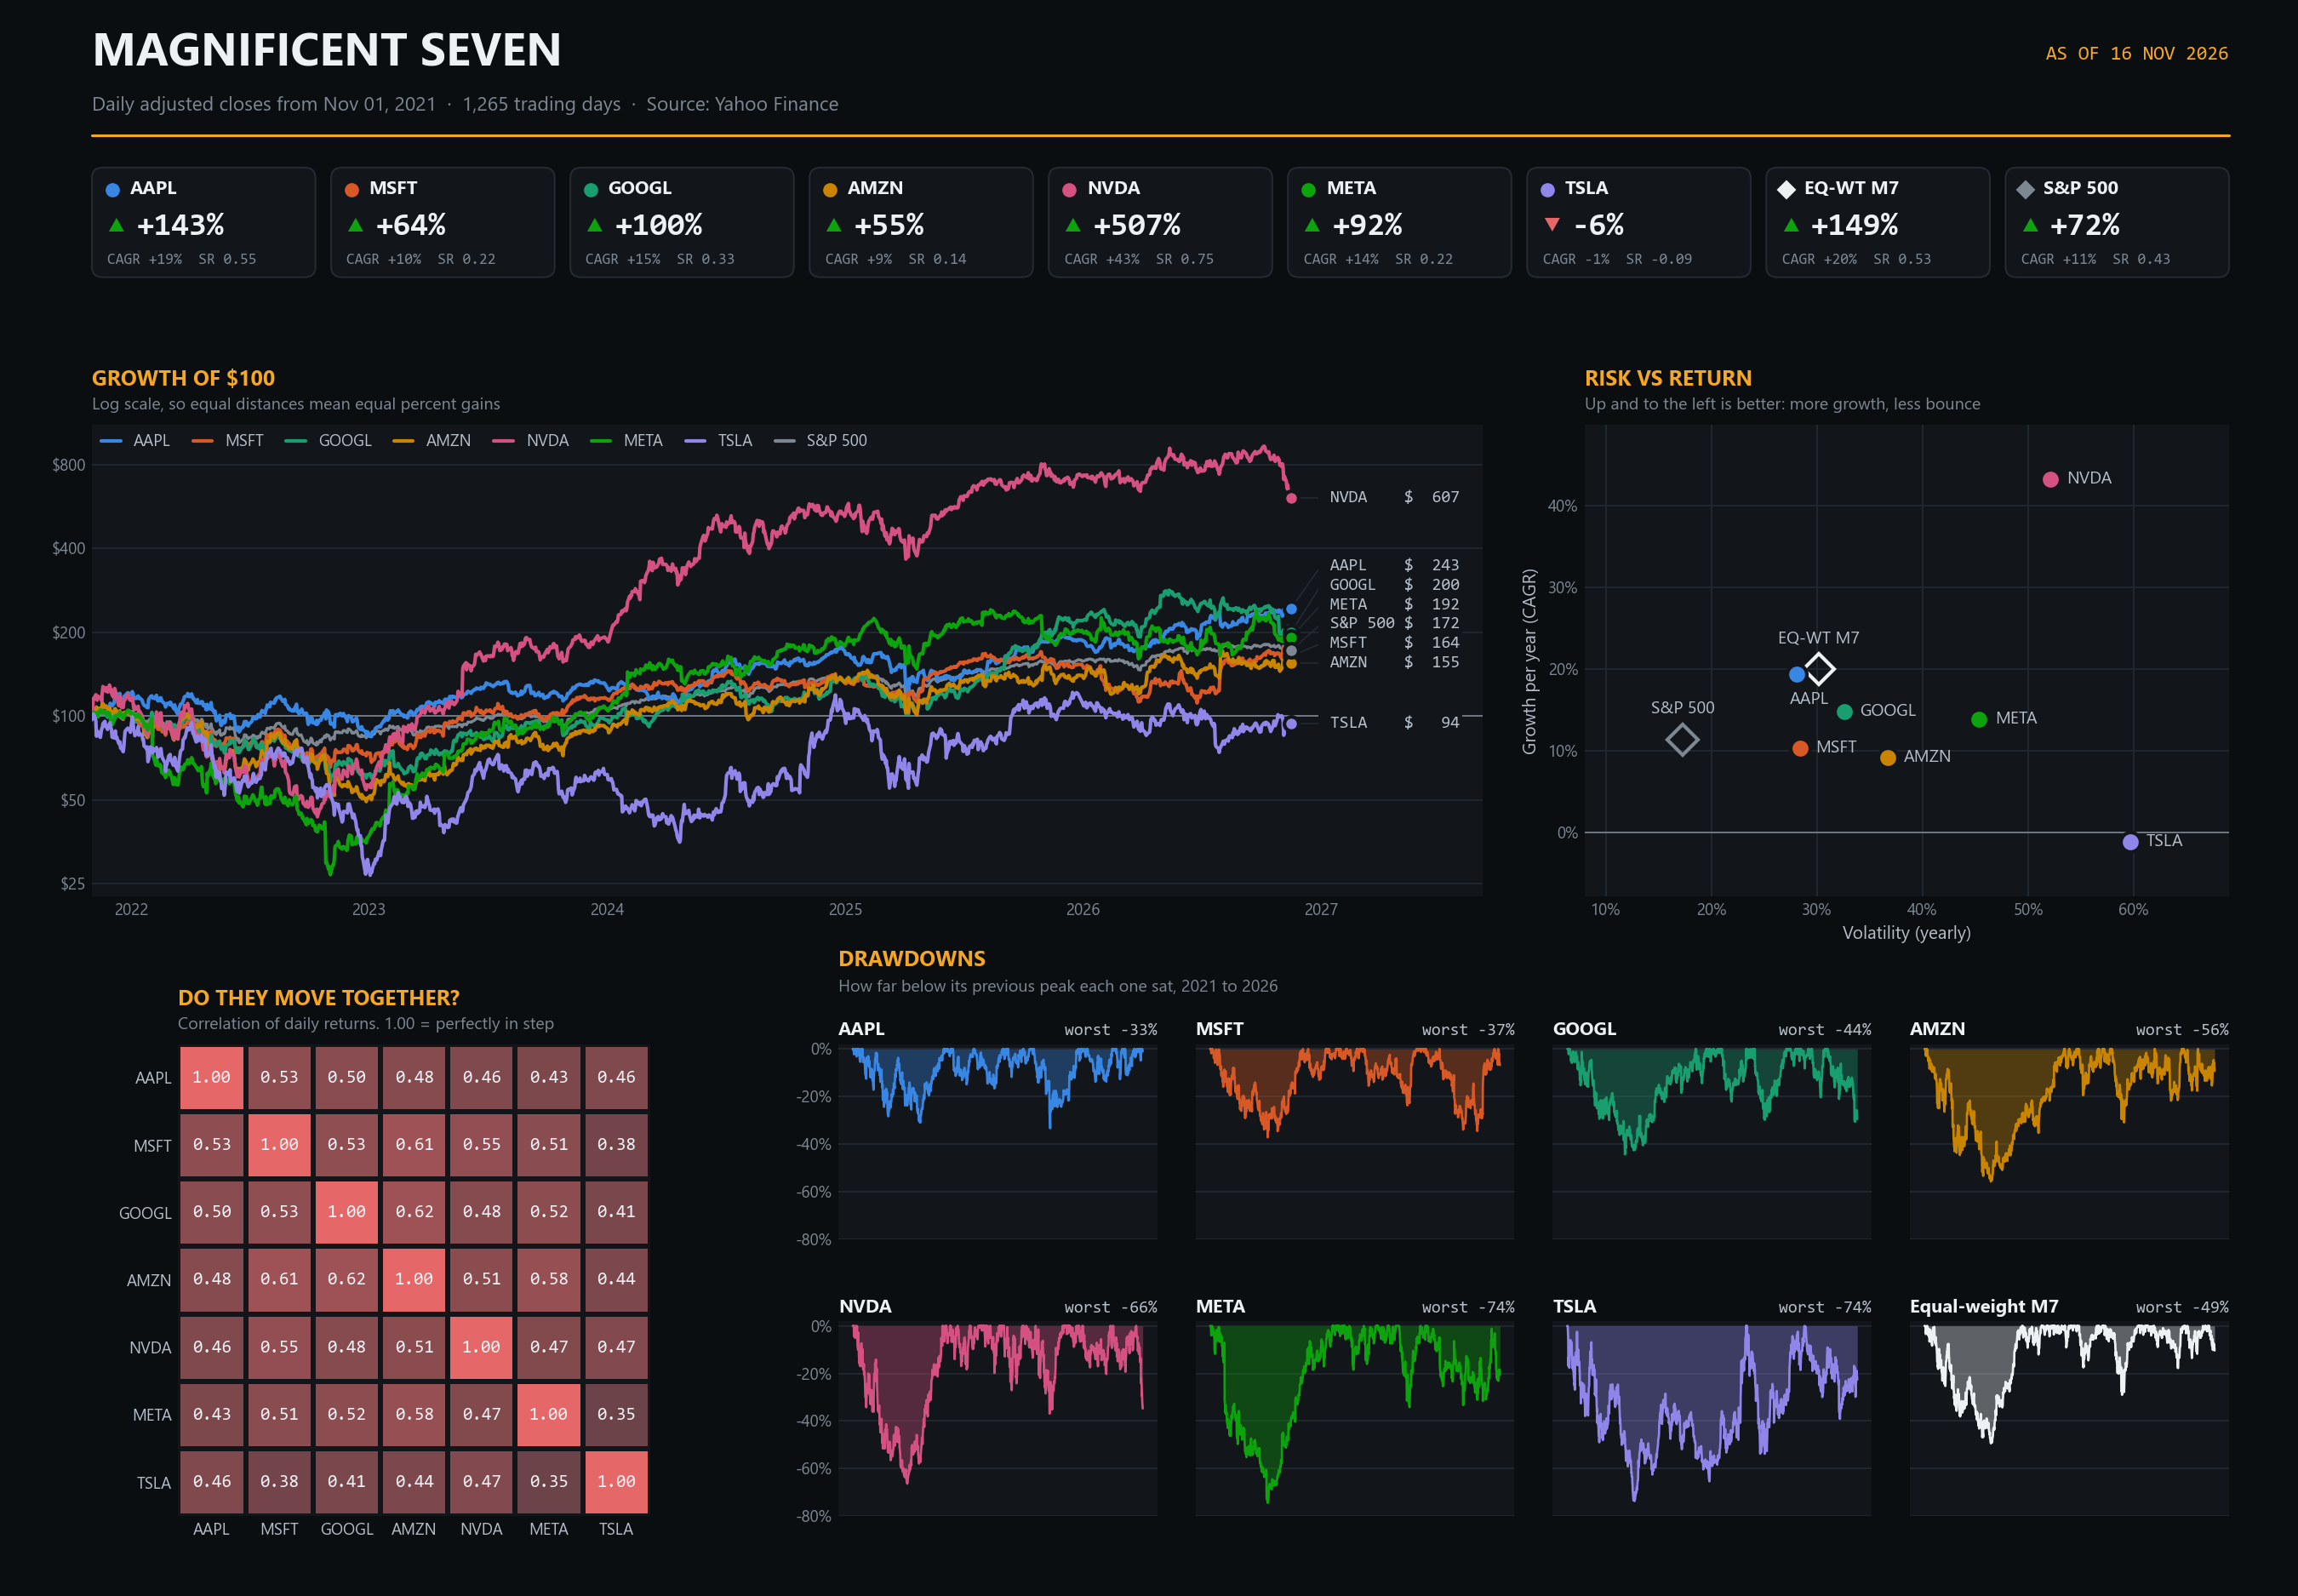 MAGNIFICENT SEVEN
AS OF 16 NOV 2026
Daily adjusted closes from Nov 01, 2021 · 1,265 trading days · Source: Yahoo Finance
AAPL
+143%
CAGR +19% SR 0.55
MSFT
+64%
CAGR +10% SR 0.22
GOOGL
+100%
CAGR +15% SR 0.33
AMZN
+55%
CAGR +9% SR 0.14
NVDA
+507%
CAGR +43% SR 0.75
META
+92%
CAGR +14% SR 0.22
TSLA
-6%
CAGR -1% SR -0.09
EQ-WT M7
+149%
CAGR +20% SR 0.53
S&P 500
+72%
CAGR +11% SR 0.43
GROWTH OF $100
Log scale, so equal distances mean equal percent gains
AAPL MSFT GOOGL AMZN NVDA META TSLA S&P 500
$800
$400
$200
$100
$50
$25
NVDA $ 607
AAPL $ 243
GOOGL $ 200
META $ 192
S&P 500 $ 172
MSFT $ 164
AMZN $ 155
TSLA $ 94
2022 2023 2024 2025 2026 2027
RISK VS RETURN
Up and to the left is better: more growth, less bounce
Growth per year (CAGR)
40%
30%
20%
10%
0%
NVDA
EQ-WT M7
AAPL
S&P 500
GOOGL
META
MSFT
AMZN
TSLA
10% 20% 30% 40% 50% 60%
Volatility (yearly)
DO THEY MOVE TOGETHER?
Correlation of daily returns. 1.00 = perfectly in step
AAPL 1.00 0.53 0.50 0.48 0.46 0.43 0.46
MSFT 0.53 1.00 0.53 0.61 0.55 0.51 0.38
GOOGL 0.50 0.53 1.00 0.62 0.48 0.52 0.41
AMZN 0.48 0.61 0.62 1.00 0.51 0.58 0.44
NVDA 0.46 0.55 0.48 0.51 1.00 0.47 0.47
META 0.43 0.51 0.52 0.58 0.47 1.00 0.35
TSLA 0.46 0.38 0.41 0.44 0.47 0.35 1.00
AAPL MSFT GOOGL AMZN NVDA META TSLA
DRAWDOWNS
How far below its previous peak each one sat, 2021 to 2026
AAPL worst -33%
MSFT worst -37%
GOOGL worst -44%
AMZN worst -56%
0%
-20%
-40%
-60%
-80%
NVDA worst -66%
META worst -74%
TSLA worst -74%
Equal-weight M7 worst -49%
0%
-20%
-40%
-60%
-80%